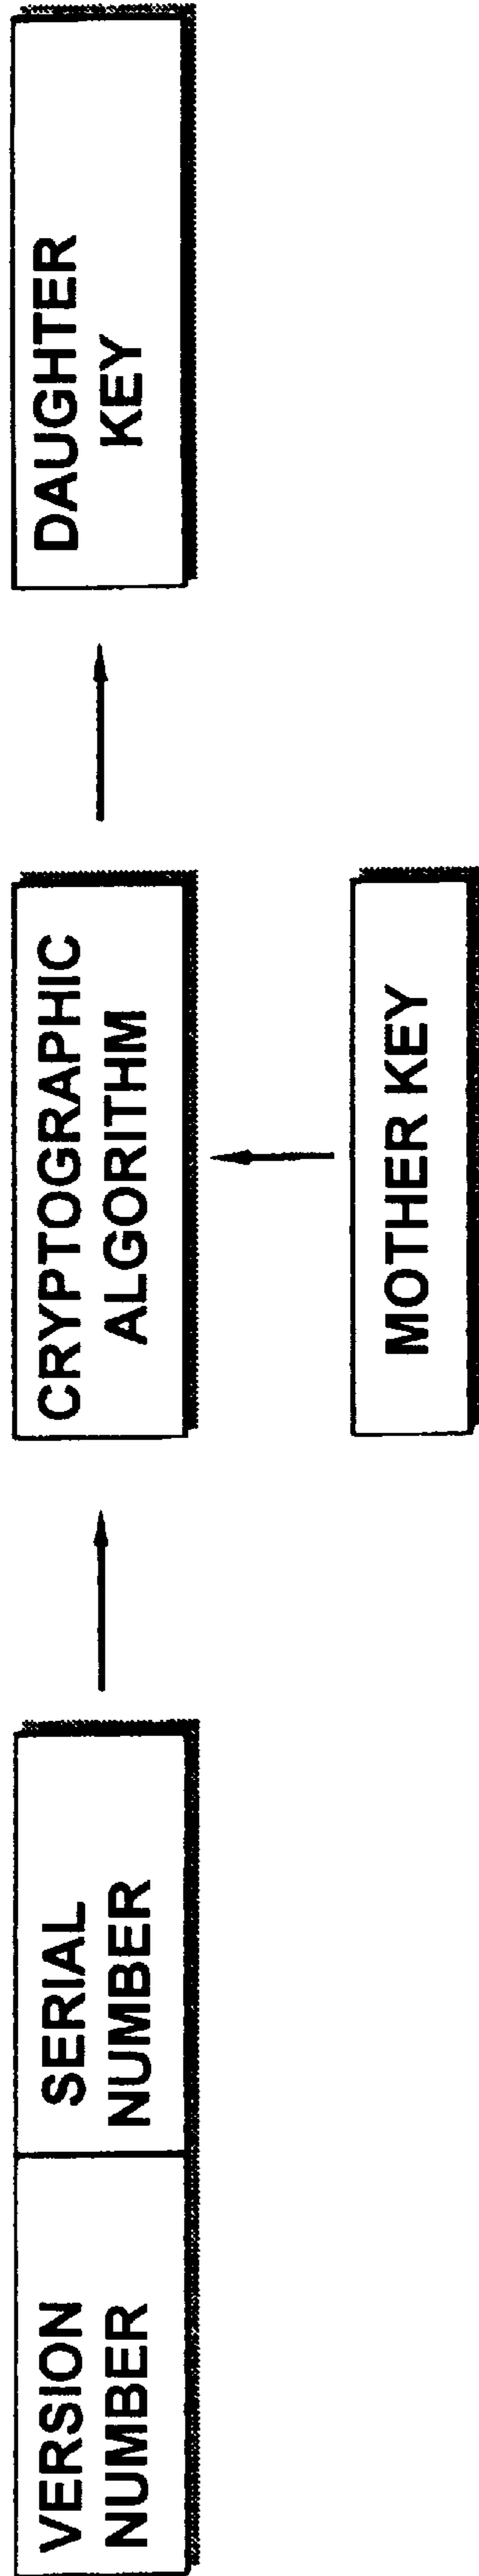 VERSION
NUMBER
SERIAL
NUMBER
CRYPTOGRAPHIC
ALGORITHM
DAUGHTER
KEY
MOTHER KEY